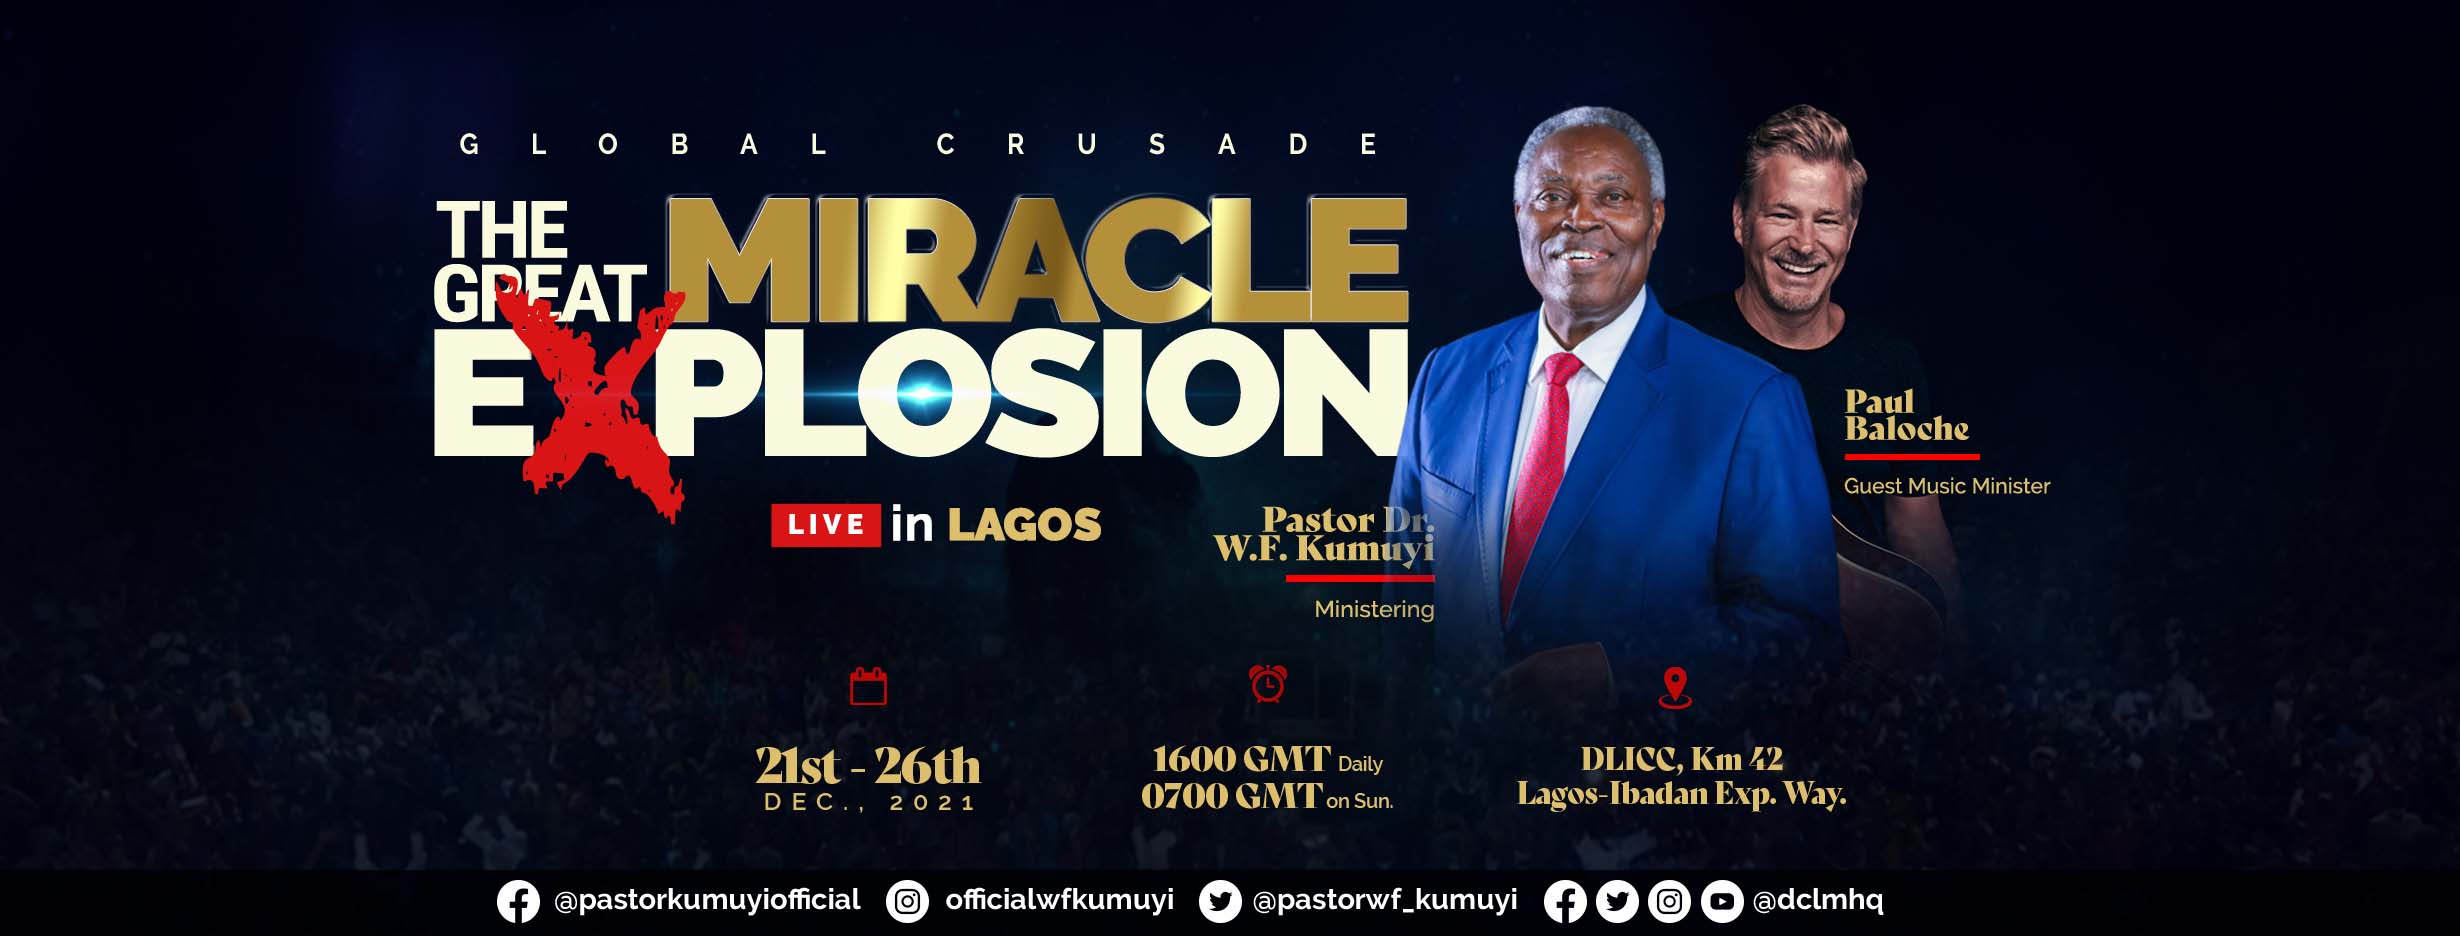 GLOBAL CRUSADE
THE
GREAT
MIRACLE
EXPLOSION
LIVE in LAGOS
Pastor Dr.
W.F. Kumuyi
Ministering
Paul
Baloche
Guest Music Minister
21st - 26th
DEC., 2021
1600 GMT Daily
0700 GMT on Sun.
DLICC, Km 42
Lagos-Ibadan Exp. Way.
@pastorkumuyiofficial officialwfkumuyi @pastorwf_kumuyi @dclmhq